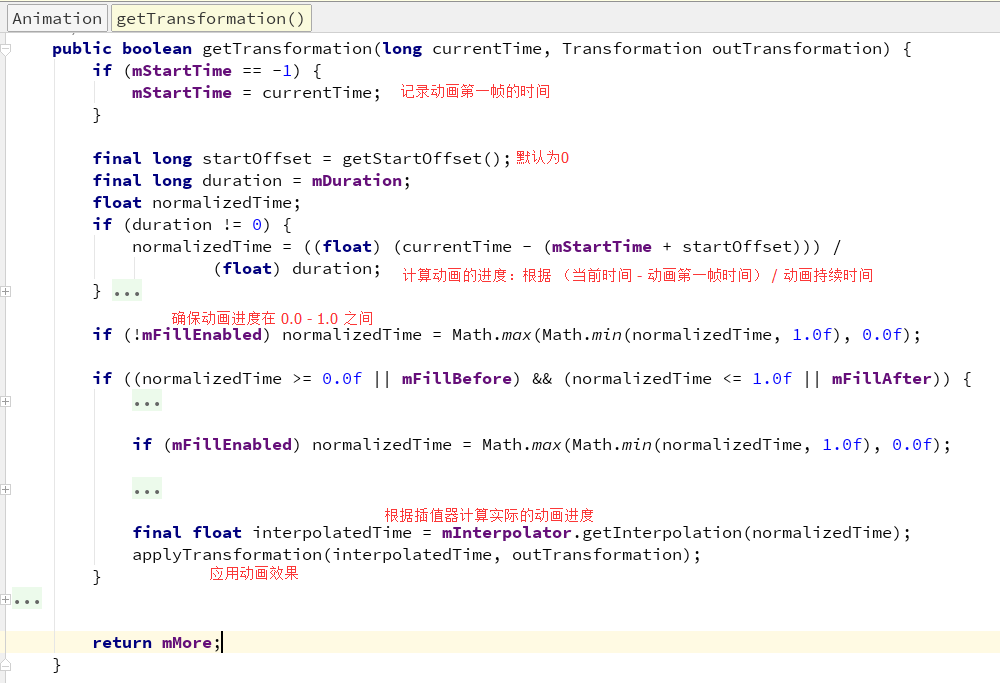 Animation getTransformation()
public boolean getTransformation(long currentTime, Transformation outTransformation) {
if (mStartTime == -1) {
mStartTime = currentTime; 记录动画第一帧的时间
}
final long startOffset = getStartOffset(); 默认为0
final long duration = mDuration;
float normalizedTime;
if (duration != 0) {
normalizedTime = ((float) (currentTime - (mStartTime + startOffset))) /
(float) duration; 计算动画的进度：根据 （当前时间 - 动画第一帧时间） / 动画持续时间
} ...
确保动画进度在 0.0 - 1.0 之间
if (!mFillEnabled) normalizedTime = Math.max(Math.min(normalizedTime, 1.0f), 0.0f);
if ((normalizedTime >= 0.0f || mFillBefore) && (normalizedTime <= 1.0f || mFillAfter)) {
...
if (mFillEnabled) normalizedTime = Math.max(Math.min(normalizedTime, 1.0f), 0.0f);
...
根据插值器计算实际的动画进度
final float interpolatedTime = mInterpolator.getInterpolation(normalizedTime);
applyTransformation(interpolatedTime, outTransformation);
} 应用动画效果
...
return mMore;
}